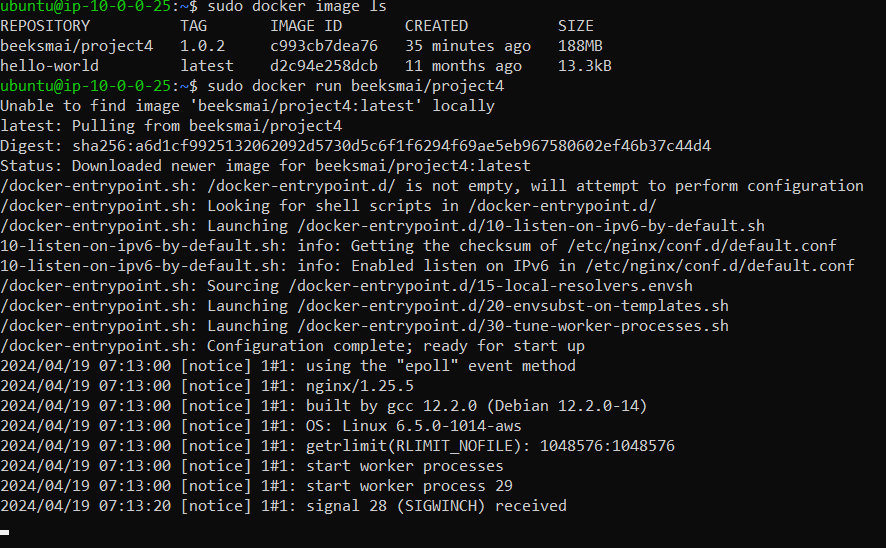 ubuntu@ip-10-0-0-25:~$ sudo docker image ls
REPOSITORY TAG IMAGE ID CREATED SIZE
beeksmai/project4 1.0.2 c993cb7dea76 35 minutes ago 188MB
hello-world latest d2c94e258dcb 11 months ago 13.3kB
ubuntu@ip-10-0-0-25:~$ sudo docker run beeksmai/project4
Unable to find image 'beeksmai/project4:latest' locally
latest: Pulling from beeksmai/project4
Digest: sha256:a6d1cf9925132062092d5730d5c6f1f6294f69ae5eb967580602ef46b37c44d4
Status: Downloaded newer image for beeksmai/project4:latest
/docker-entrypoint.sh: /docker-entrypoint.d/ is not empty, will attempt to perform configuration
/docker-entrypoint.sh: Looking for shell scripts in /docker-entrypoint.d/
/docker-entrypoint.sh: Launching /docker-entrypoint.d/10-listen-on-ipv6-by-default.sh
10-listen-on-ipv6-by-default.sh: info: Getting the checksum of /etc/nginx/conf.d/default.conf
10-listen-on-ipv6-by-default.sh: info: Enabled listen on IPv6 in /etc/nginx/conf.d/default.conf
/docker-entrypoint.sh: Sourcing /docker-entrypoint.d/15-local-resolvers.envsh
/docker-entrypoint.sh: Launching /docker-entrypoint.d/20-envsubst-on-templates.sh
/docker-entrypoint.sh: Launching /docker-entrypoint.d/30-tune-worker-processes.sh
/docker-entrypoint.sh: Configuration complete; ready for start up
2024/04/19 07:13:00 [notice] 1#1: using the "epoll" event method
2024/04/19 07:13:00 [notice] 1#1: nginx/1.25.5
2024/04/19 07:13:00 [notice] 1#1: built by gcc 12.2.0 (Debian 12.2.0-14)
2024/04/19 07:13:00 [notice] 1#1: OS: Linux 6.5.0-1014-aws
2024/04/19 07:13:00 [notice] 1#1: getrlimit(RLIMIT_NOFILE): 1048576:1048576
2024/04/19 07:13:00 [notice] 1#1: start worker processes
2024/04/19 07:13:00 [notice] 1#1: start worker process 29
2024/04/19 07:13:20 [notice] 1#1: signal 28 (SIGWINCH) received